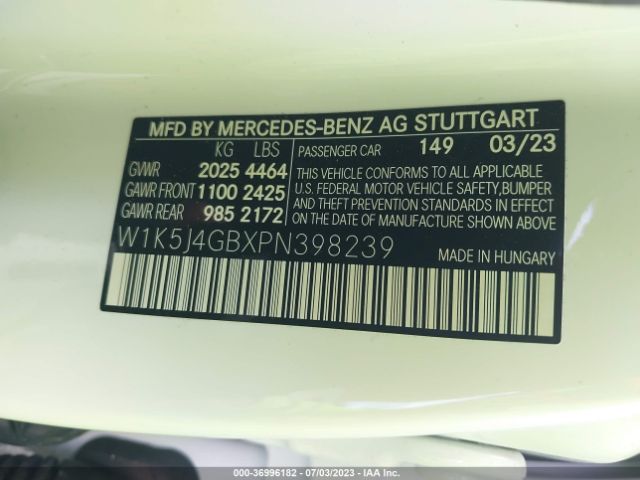 MFD BY MERCEDES-BENZ AG STUTTGART
KG LBS
GVWR 2025 4464
GAWR FRONT 1100 2425
GAWR REAR 985 2172
PASSENGER CAR 149 03/23
THIS VEHICLE CONFORMS TO ALL APPLICABLE
U.S. FEDERAL MOTOR VEHICLE SAFETY, BUMPER
AND THEFT PREVENTION STANDARDS IN EFFECT
ON THE DATE OF MANUFACTURE SHOWN ABOVE.
W1K5J4GBXPN398239
MADE IN HUNGARY
000-36996182 - 07/03/2023 - IAA Inc.